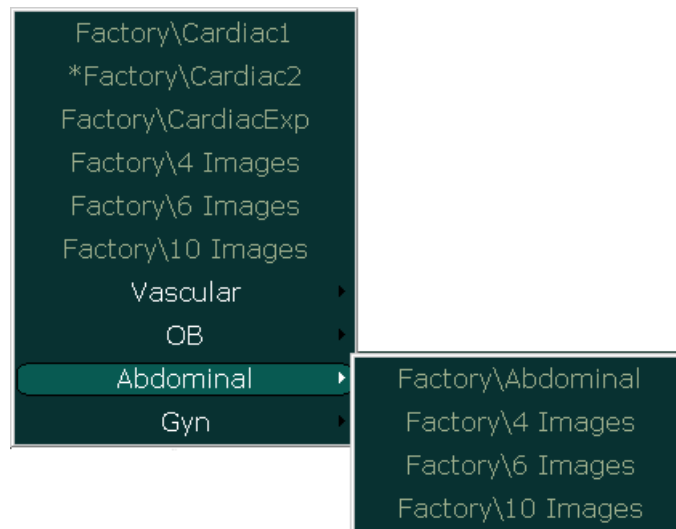 Factory\Cardiac1
*Factory\Cardiac2
Factory\CardiacExp
Factory\4 Images
Factory\6 Images
Factory\10 Images
Vascular
OB
Abdominal
Gyn
Factory\Abdominal
Factory\4 Images
Factory\6 Images
Factory\10 Images